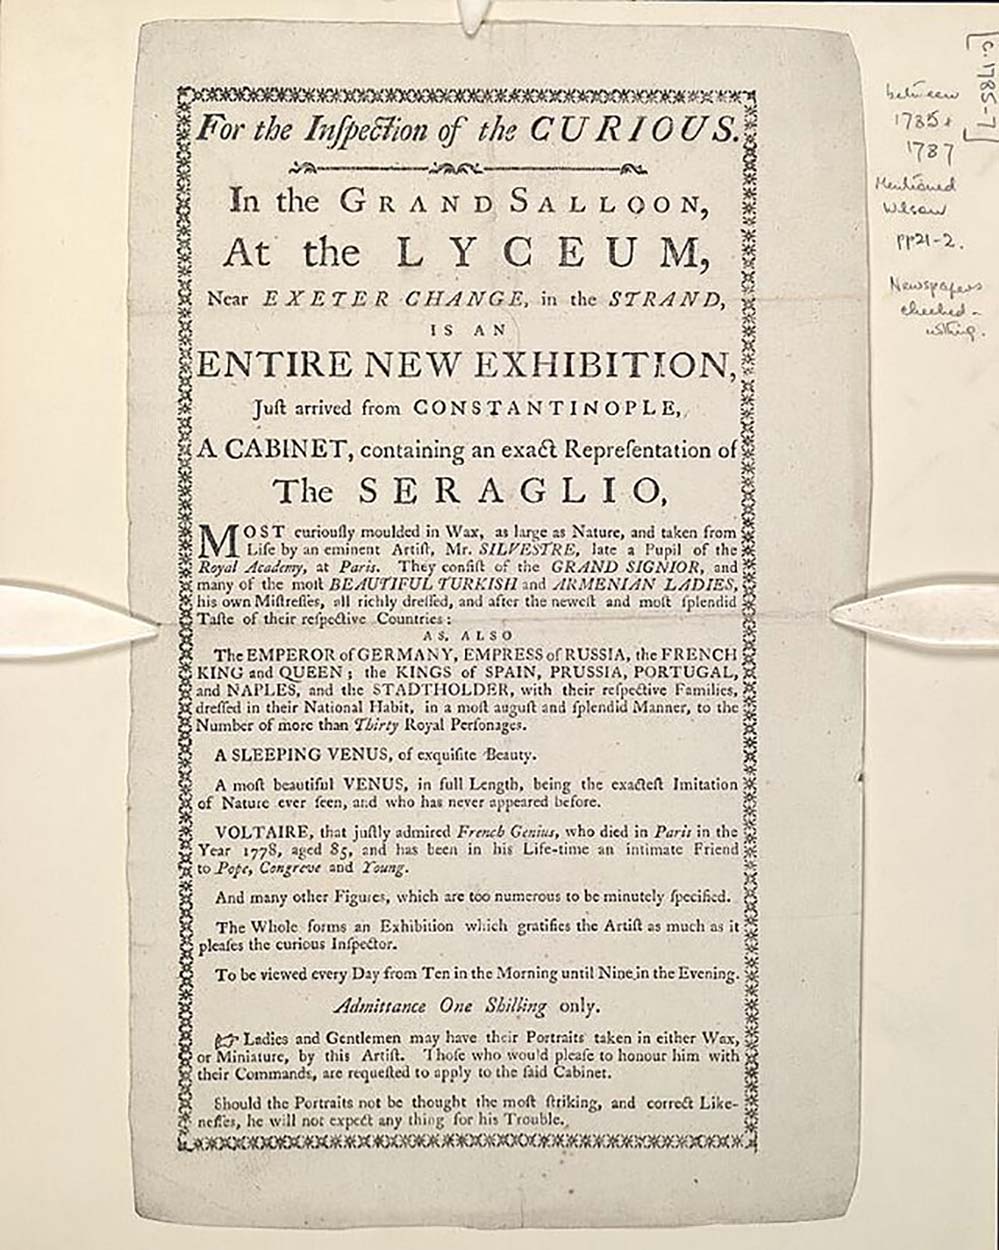 For the Inſpection of the CURIOUS.
In the GRAND SALLOON,
At the LYCEUM,
Near EXETER CHANGE, in the STRAND,
IS AN
ENTIRE NEW EXHIBITION,
Juſt arrived from CONSTANTINOPLE,
A CABINET, containing an exact Repreſentation of
The SERAGLIO,
MOST curiouſly moulded in Wax, as large as Nature, and taken from
Life by an eminent Artiſt, Mr. SILVESTRE, late a Pupil of the
Royal Academy, at Paris. They conſiſt of the GRAND SIGNIOR, and
many of the moſt BEAUTIFUL TURKISH and ARMENIAN LADIES,
his own Miſtreſſes, all richly dreſſed, and after the neweſt and moſt ſplendid
Taſte of their reſpective Countries:
AS, ALSO
The EMPEROR of GERMANY, EMPRESS of RUSSIA, the FRENCH
KING and QUEEN; the KINGS of SPAIN, PRUSSIA, PORTUGAL,
and NAPLES, and the STADTHOLDER, with their reſpective Families,
dreſſed in their National Habit, in a moſt auguſt and ſplendid Manner, to the
Number of more than Thirty Royal Perſonages.
A SLEEPING VENUS, of exquiſite Beauty.
A moſt beautiful VENUS, in full Length, being the exacteſt Imitation
of Nature ever ſeen, and who has never appeared before.
VOLTAIRE, that juſtly admired French Genius, who died in Paris in the
Year 1778, aged 85, and has been in his Life-time an intimate Friend
to Pope, Congreve and Young.
And many other Figures, which are too numerous to be minutely ſpecified.
The Whole forms an Exhibition which gratifies the Artiſt as much as it
pleaſes the curious Inſpector.
To be viewed every Day from Ten in the Morning until Nine in the Evening.
Admittance One Shilling only.
☞ Ladies and Gentlemen may have their Portraits taken in either Wax,
or Miniature, by this Artiſt. Thoſe who would pleaſe to honour him with
their Commands, are requeſted to apply to the ſaid Cabinet.
Should the Portraits not be thought the moſt ſtriking, and correct Like-
neſſes, he will not expect any thing for his Trouble.
[c. 1785-7]
between
1785 &
1787
Mentioned
Wilson
pp21-2.
Newspapers
checked -
nothing.